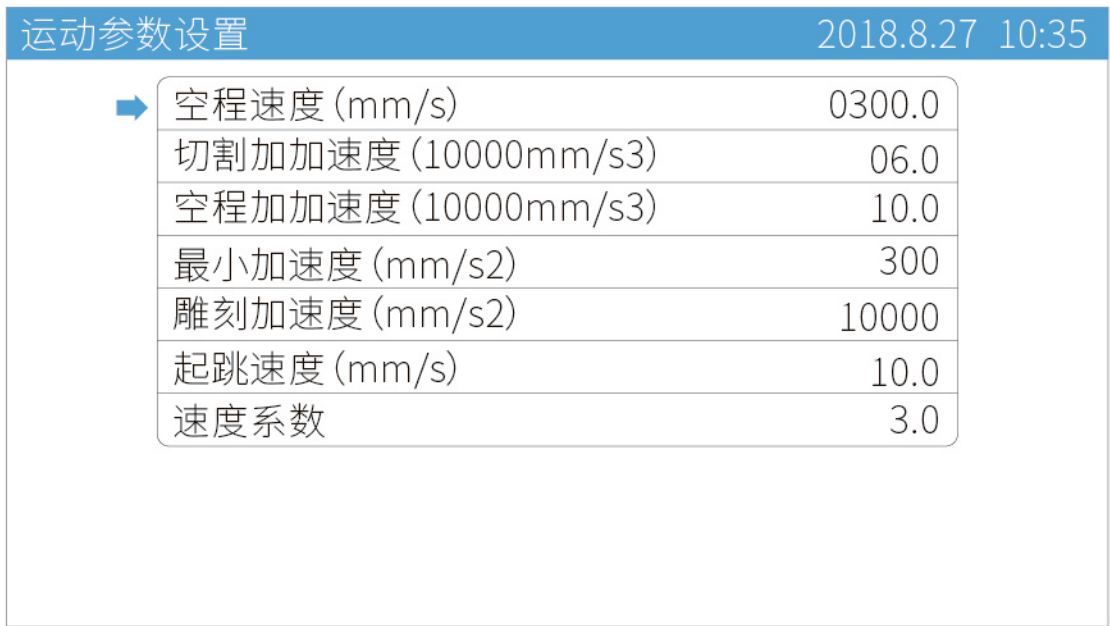 运动参数设置 2018.8.27 10:35
空程速度(mm/s) 0300.0
切割加加速度(10000mm/s3) 06.0
空程加加速度(10000mm/s3) 10.0
最小加速度(mm/s2) 300
雕刻加速度(mm/s2) 10000
起跳速度(mm/s) 10.0
速度系数 3.0